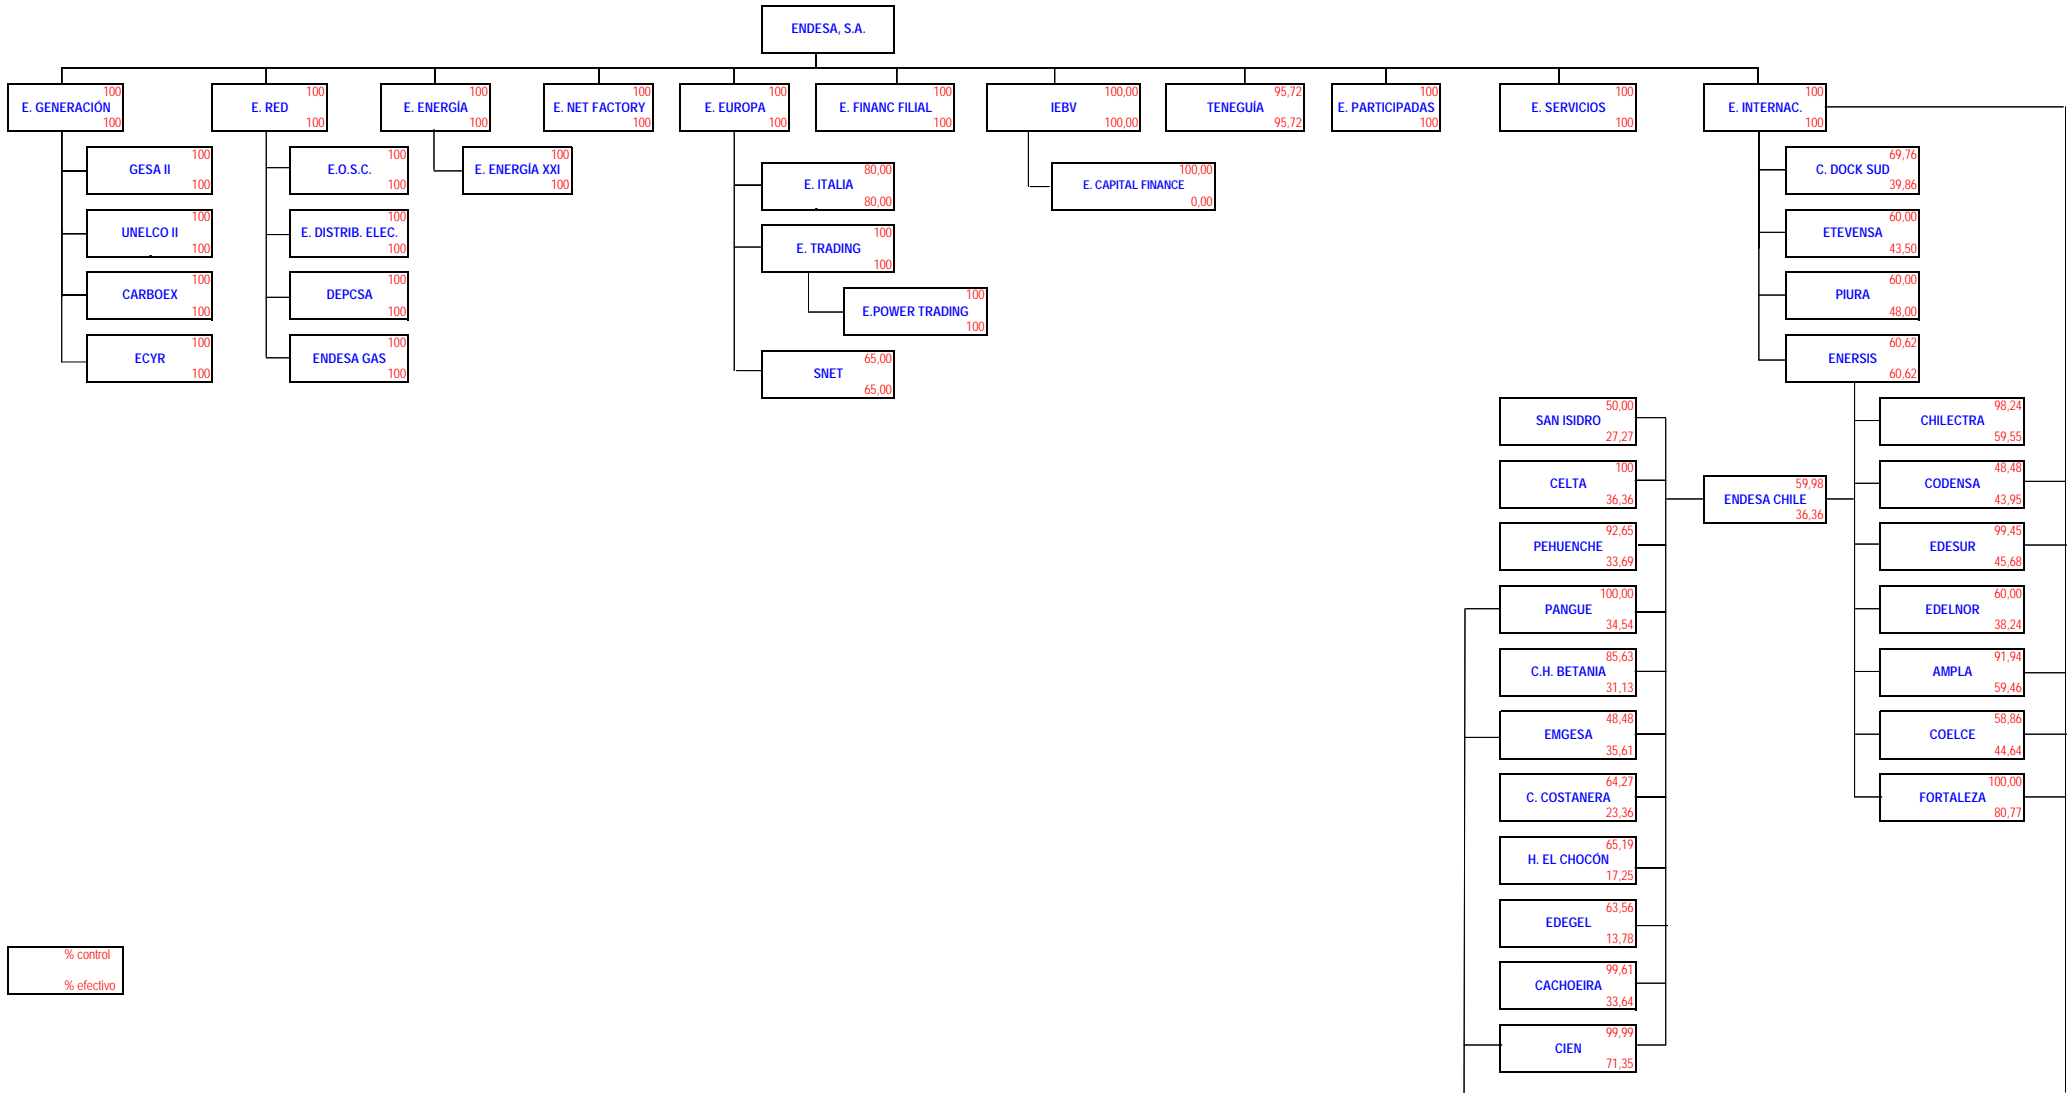 ENDESA, S.A.
100
E. GENERACIÓN
100
100
E. RED
100
100
E. ENERGÍA
100
100
E. NET FACTORY
100
100
E. EUROPA
100
100
E. FINANC FILIAL
100
100,00
IEBV
100,00
95,72
TENEGUÍA
95,72
100
E. PARTICIPADAS
100
100
E. SERVICIOS
100
100
E. INTERNAC.
100
100
GESA II
100
100
UNELCO II
100
100
CARBOEX
100
100
ECYR
100
100
E.O.S.C.
100
100
E. DISTRIB. ELEC.
100
100
DEPCSA
100
100
ENDESA GAS
100
100
E. ENERGÍA XXI
100
80,00
E. ITALIA
80,00
100
E. TRADING
100
100
E.POWER TRADING
100
65,00
SNET
65,00
100,00
E. CAPITAL FINANCE
0,00
69,76
C. DOCK SUD
39,86
60,00
ETEVENSA
43,50
60,00
PIURA
48,00
60,62
ENERSIS
60,62
50,00
SAN ISIDRO
27,27
100
CELTA
36,36
92,65
PEHUENCHE
33,69
100,00
PANGUE
34,54
85,63
C.H. BETANIA
31,13
48,48
EMGESA
35,61
64,27
C. COSTANERA
23,36
65,19
H. EL CHOCÓN
17,25
63,56
EDEGEL
13,78
99,61
CACHOEIRA
33,64
99,99
CIEN
71,35
59,98
ENDESA CHILE
36,36
98,24
CHILECTRA
59,55
48,48
CODENSA
43,95
99,45
EDESUR
45,68
60,00
EDELNOR
38,24
91,94
AMPLA
59,46
58,86
COELCE
44,64
100,00
FORTALEZA
80,77
% control
% efectivo